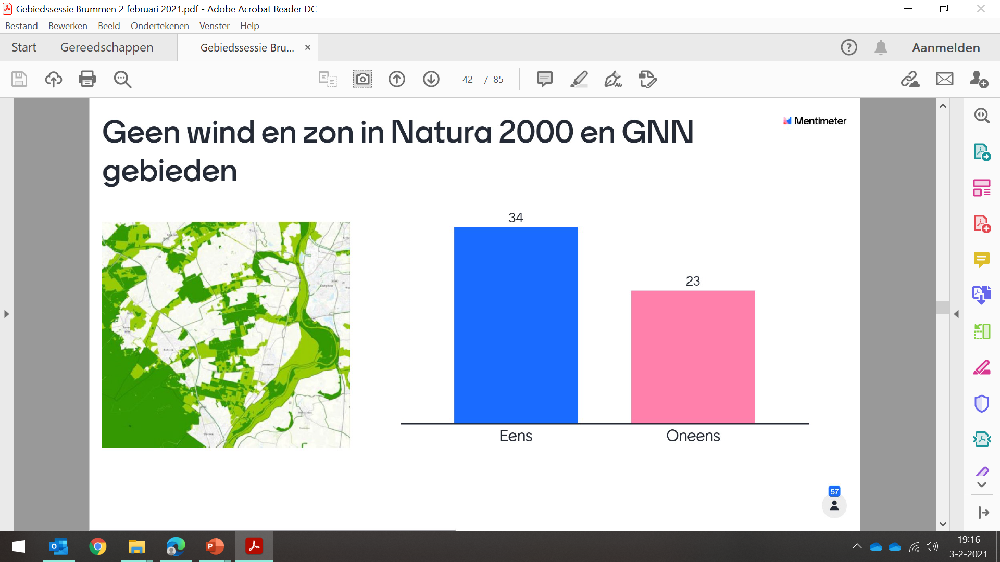 Gebiedssessie Brummen 2 februari 2021.pdf - Adobe Acrobat Reader DC
Bestand Bewerken Beeld Ondertekenen Venster Help
Start Gereedschappen Gebiedssessie Bru... Aanmelden
42 / 85
Geen wind en zon in Natura 2000 en GNN
gebieden
Mentimeter
34
23
Eens Oneens
57
19:16
3-2-2021